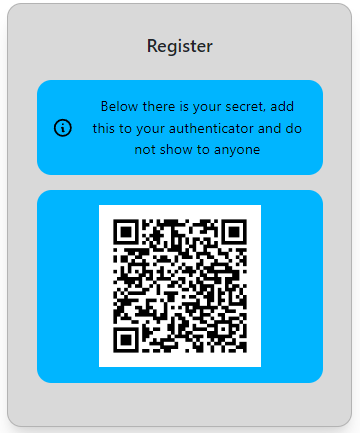 Register
Below there is your secret, add
this to your authenticator and do
not show to anyone